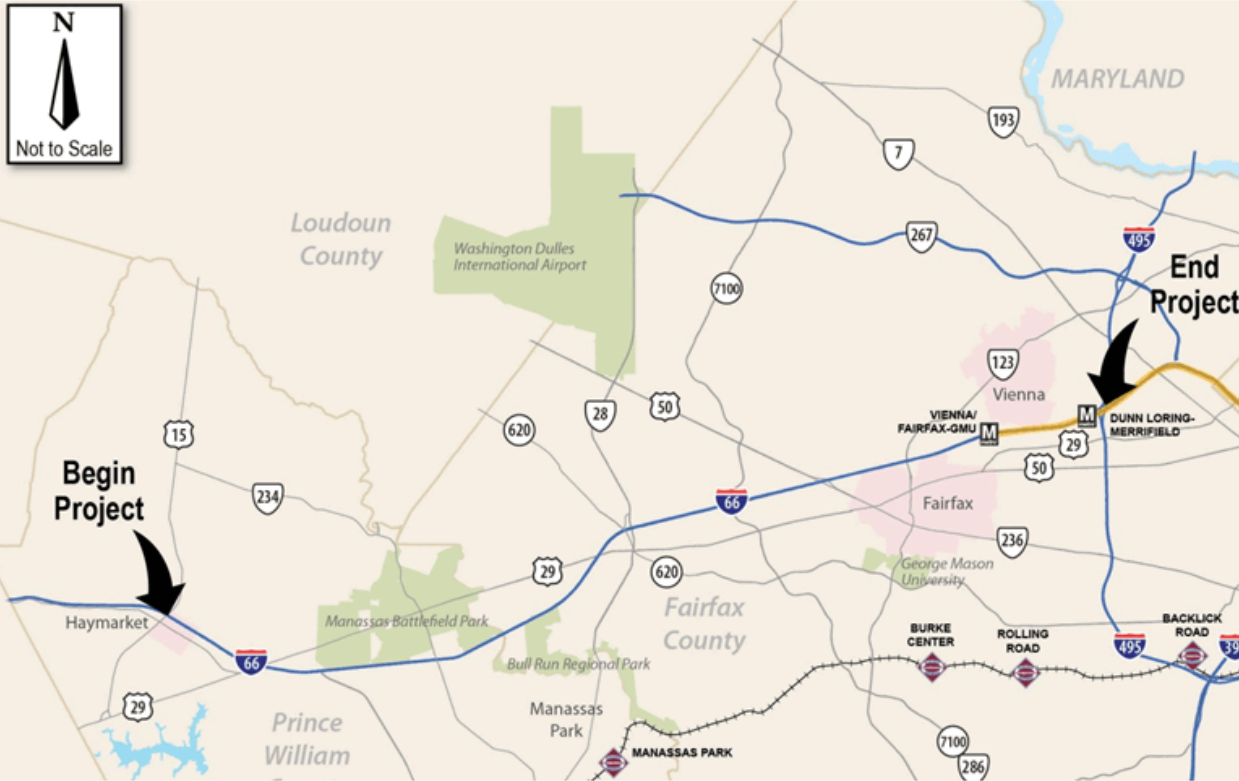 N
Not to Scale
MARYLAND
193
7
Loudoun
County
Washington Dulles
International Airport
267
495
End
Project
7100
123
Vienna
15
620
28
50
VIENNA/
FAIRFAX-GMU
M
M
DUNN LORING-
MERRIFIELD
29
50
Begin
Project
234
66
Fairfax
236
29
620
George Mason
University
Haymarket
Manassas Battlefield Park
Fairfax
County
66
Bull Run Regional Park
BURKE
CENTER
ROLLING
ROAD
BACKLICK
ROAD
495
39
29
Prince
William
Manassas
Park
MANASSAS PARK
7100
286